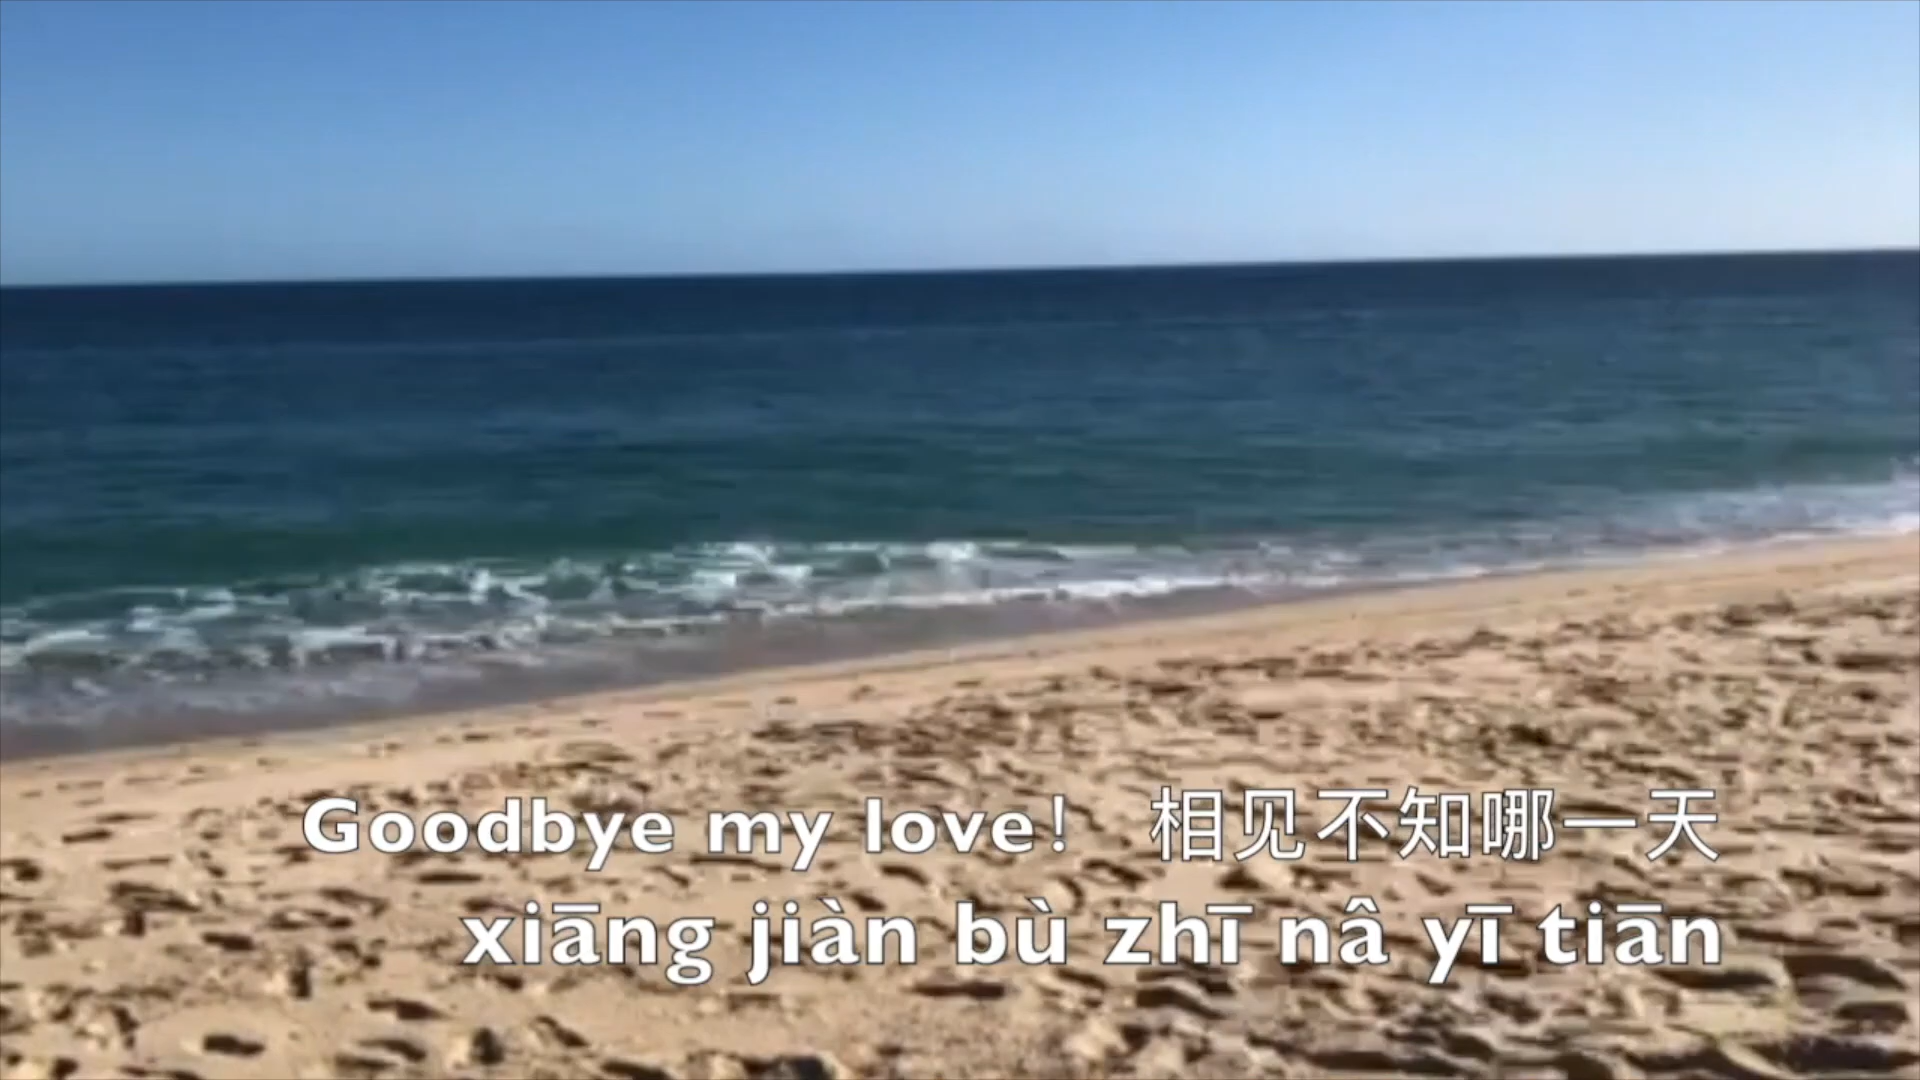 Goodbye my love！ 相见不知哪一天
xiāng jiàn bù zhī nâ yī tiān